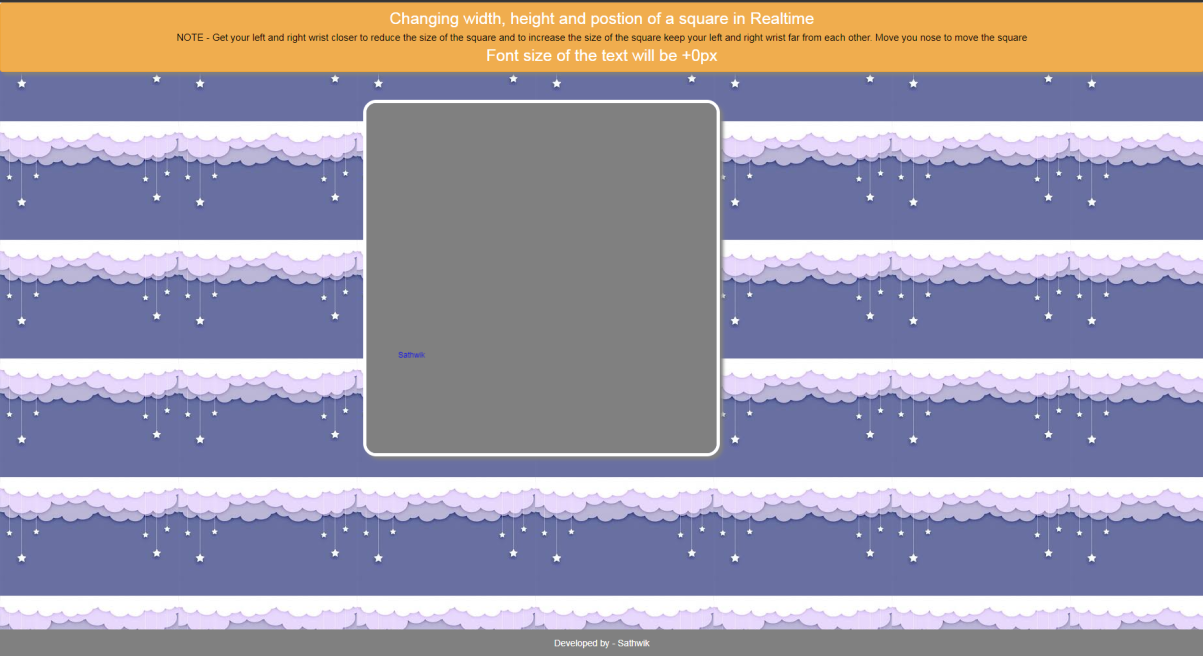 Changing width, height and postion of a square in Realtime
NOTE - Get your left and right wrist closer to reduce the size of the square and to increase the size of the square keep your left and right wrist far from each other. Move you nose to move the square
Font size of the text will be +0px
Sathwik
Developed by - Sathwik